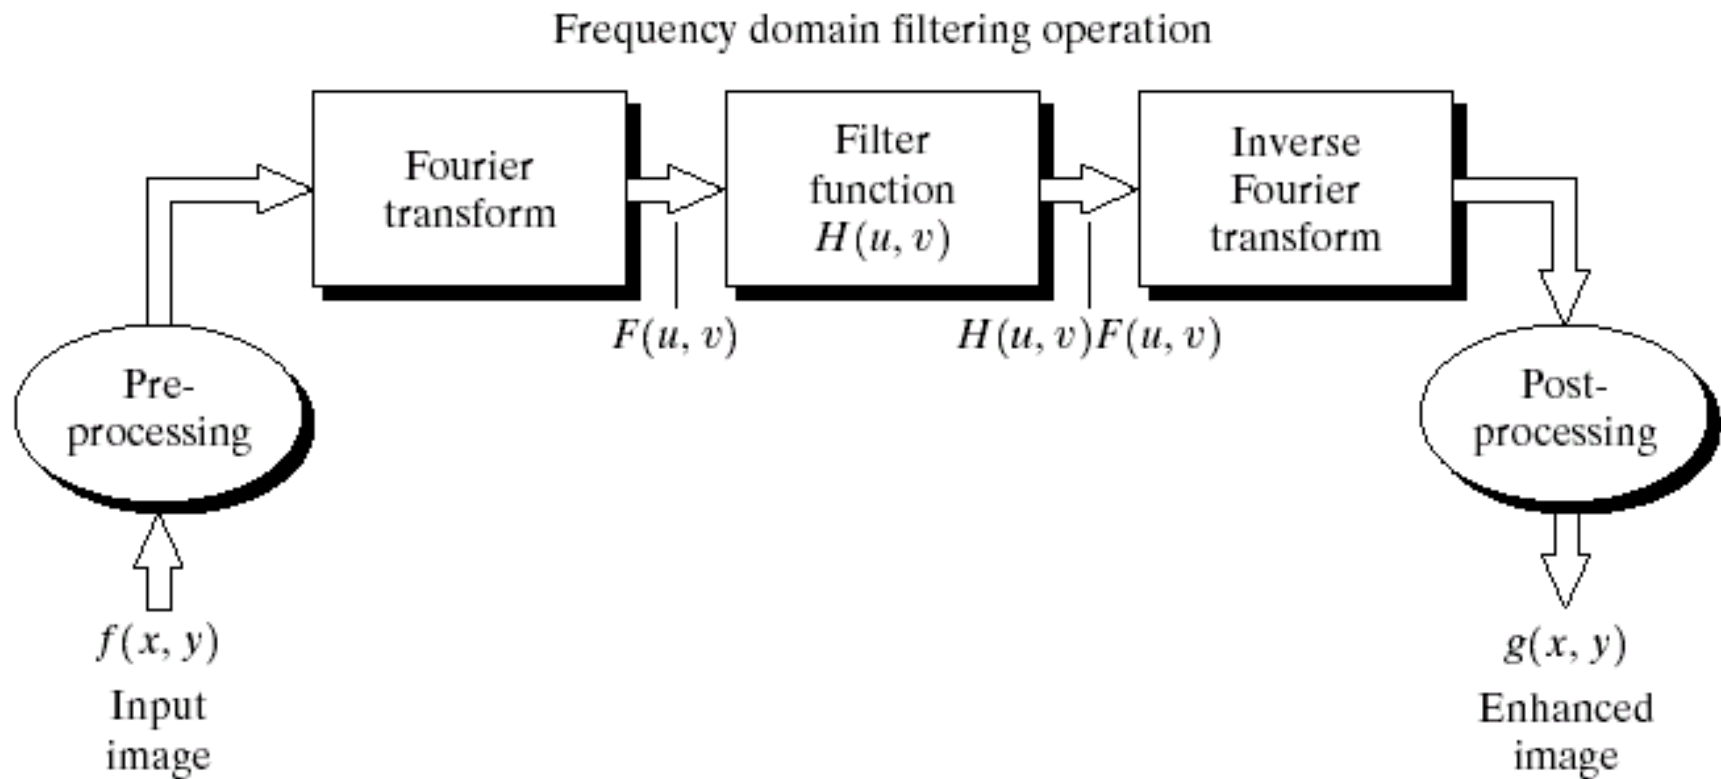 Frequency domain filtering operation
Fourier
transform
Filter
function
H(u, v)
Inverse
Fourier
transform
F(u, v)
H(u, v)F(u, v)
Pre-
processing
Post-
processing
f(x, y)
Input
image
g(x, y)
Enhanced
image